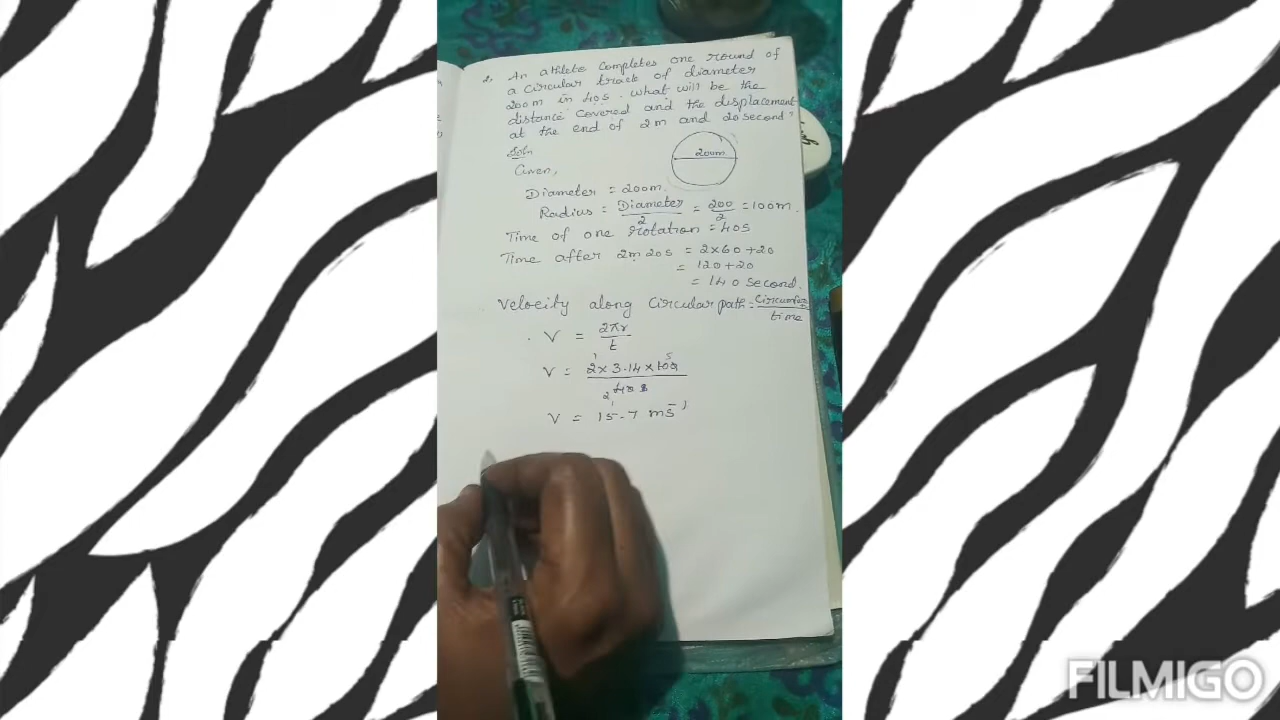 2. An athlete completes one round of
a circular track of diameter
200m in 40s. what will be the
distance covered and the displacement
at the end of 2m and 20second?
Soln
Given,
200m
Diameter = 200m.
Radius = Diameter/2 = 200/2 = 100m.
Time of one rotation = 40s
Time after 2m 20s = 2×60+20
= 120+20
= 140 second.
Velocity along circular path = /time
V = 2πr/t
V = 2 × 3.14 × 100/40
V = 15.7 ms⁻¹
FILMIGO